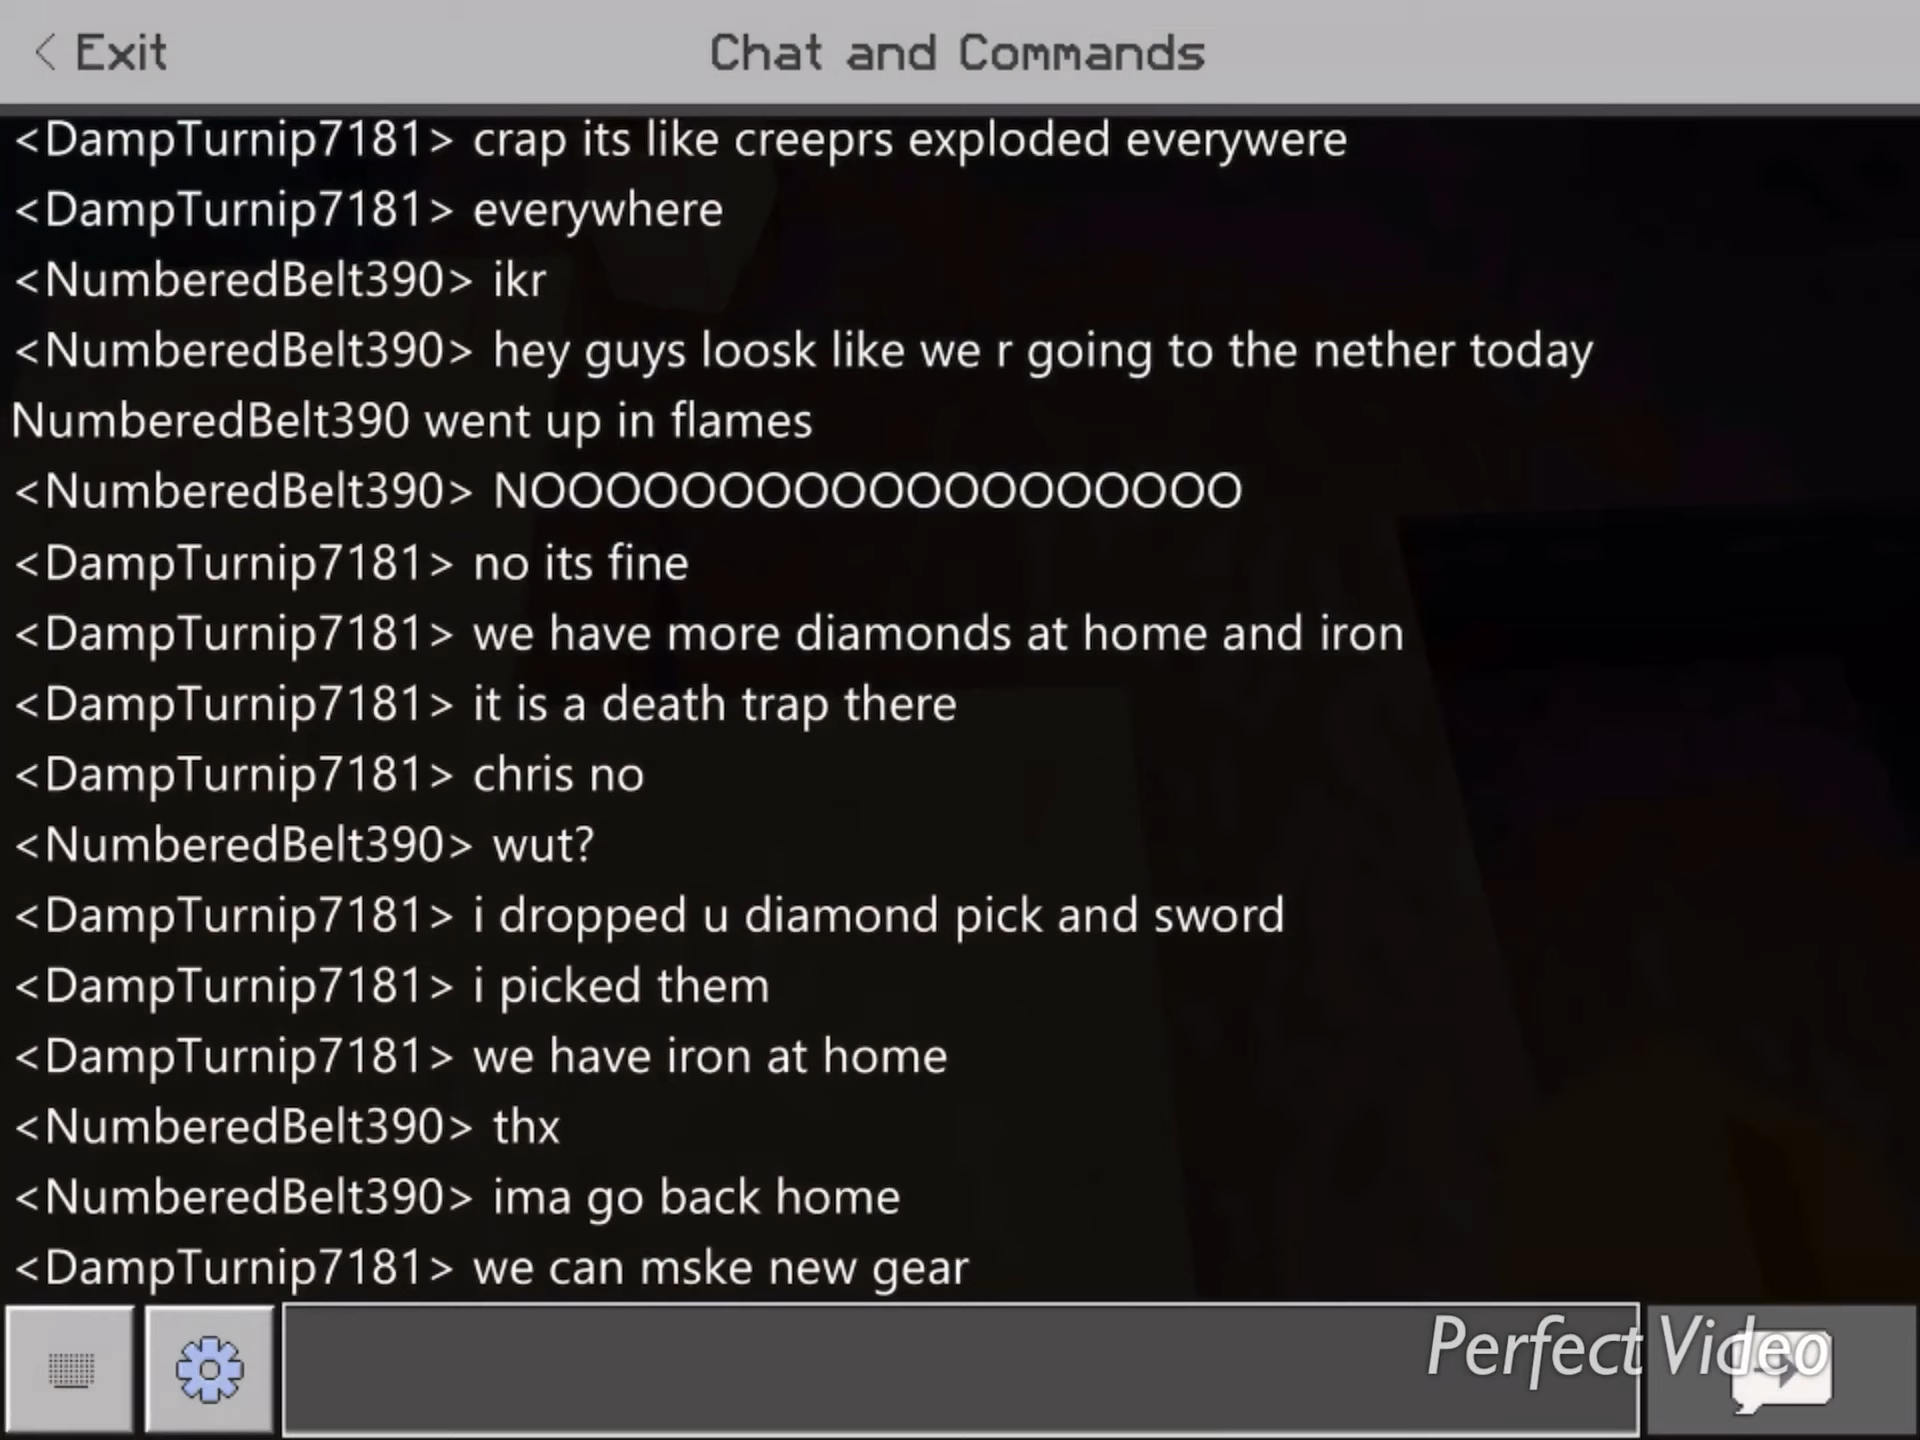 < Exit
Chat and Commands
<DampTurnip7181> crap its like creeprs exploded everywere
<DampTurnip7181> everywhere
<NumberedBelt390> ikr
<NumberedBelt390> hey guys loosk like we r going to the nether today
NumberedBelt390 went up in flames
<NumberedBelt390> NOOOOOOOOOOOOOOOOOOO
<DampTurnip7181> no its fine
<DampTurnip7181> we have more diamonds at home and iron
<DampTurnip7181> it is a death trap there
<DampTurnip7181> chris no
<NumberedBelt390> wut?
<DampTurnip7181> i dropped u diamond pick and sword
<DampTurnip7181> i picked them
<DampTurnip7181> we have iron at home
<NumberedBelt390> thx
<NumberedBelt390> ima go back home
<DampTurnip7181> we can mske new gear
Perfect Video